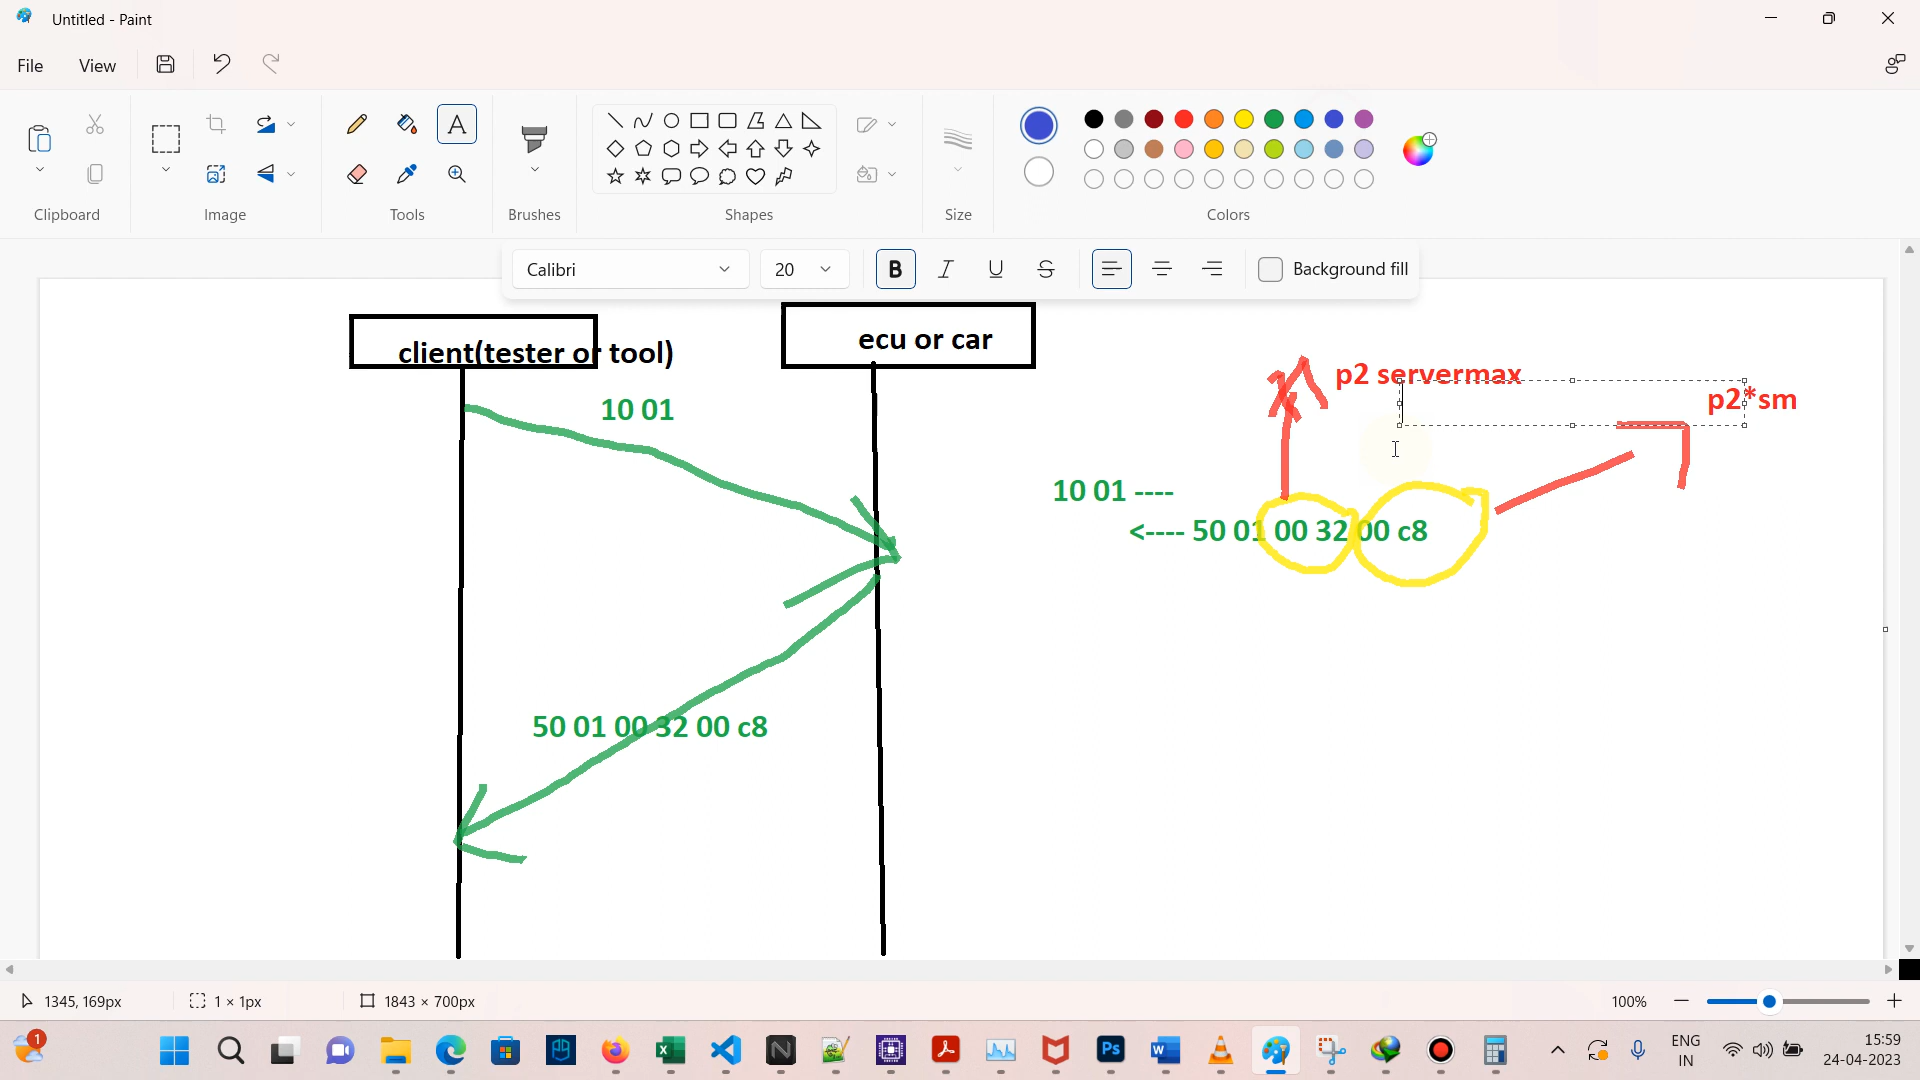 Untitled - Paint
File
View
Clipboard
Image
Tools
Brushes
Shapes
Size
Colors
Calibri
20
B
I
U
S
Background fill
client(tester or tool)
ecu or car
10 01
p2 servermax
p2*sm
10 01 ----
<---- 50 01 00 32 00 c8
50 01 00 32 00 c8
1345, 169px
1 × 1px
1843 × 700px
100%
1
Ps
W
ENG
IN
15:59
24-04-2023